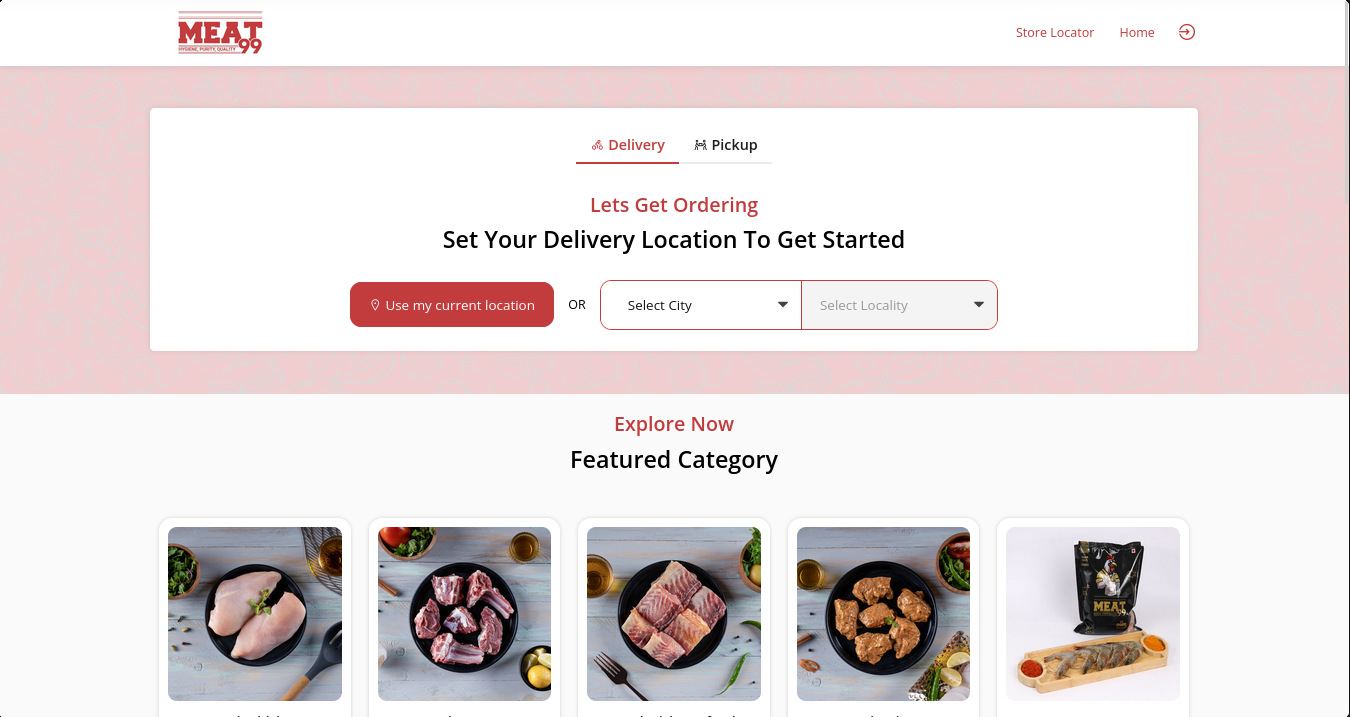 MEAT
99
HYGIENE, PURITY, QUALITY
Store Locator
Home
Delivery
Pickup
Lets Get Ordering
Set Your Delivery Location To Get Started
Use my current location
OR
Select City
Select Locality
Explore Now
Featured Category
MEAT
99